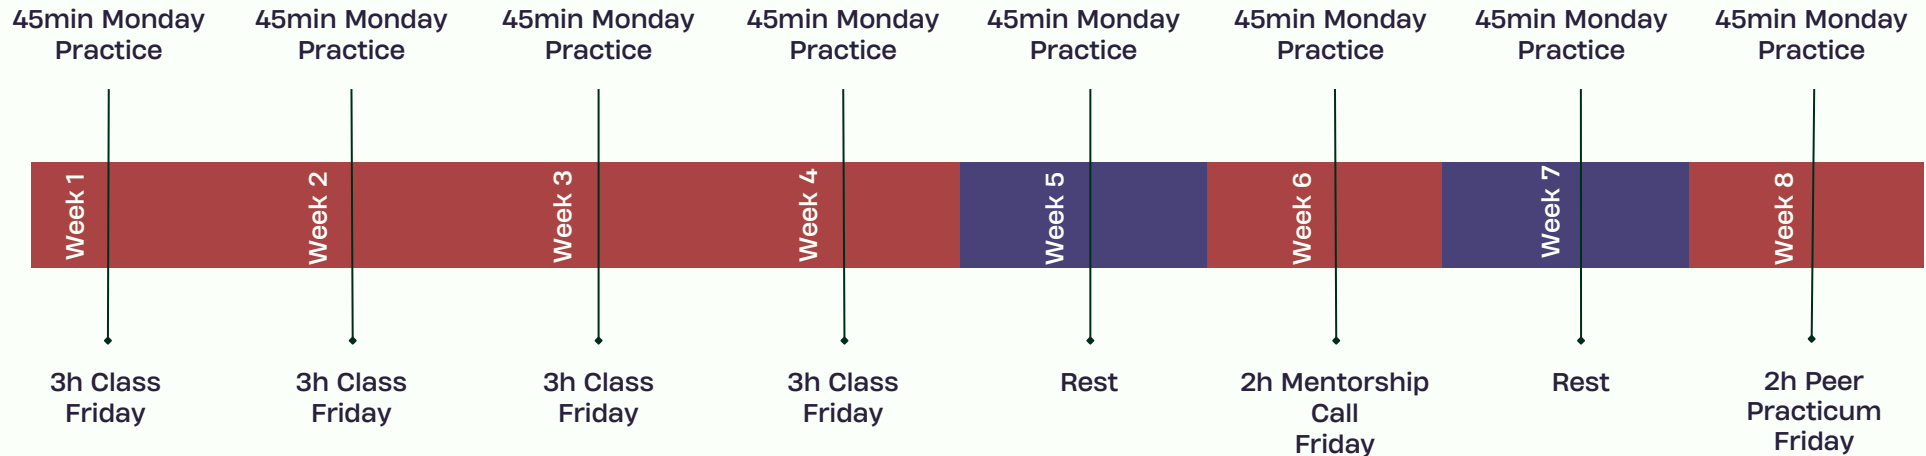 45min Monday
Practice
45min Monday
Practice
45min Monday
Practice
45min Monday
Practice
45min Monday
Practice
45min Monday
Practice
45min Monday
Practice
45min Monday
Practice
Week 1
Week 2
Week 3
Week 4
Week 5
Week 6
Week 7
Week 8
3h Class
Friday
3h Class
Friday
3h Class
Friday
3h Class
Friday
Rest
2h Mentorship
Call
Friday
Rest
2h Peer
Practicum
Friday